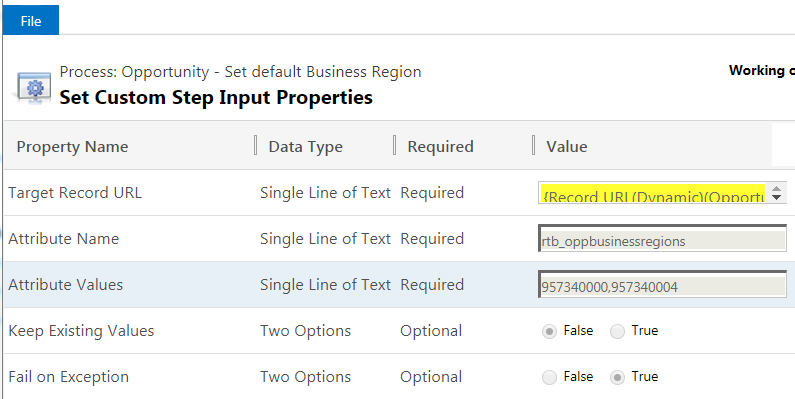 File
Process: Opportunity - Set default Business Region
Working o
Set Custom Step Input Properties
Property Name Data Type Required Value
Target Record URL Single Line of Text Required {Record URL(Dynamic)(Opportu
Attribute Name Single Line of Text Required rtb_oppbusinessregions
Attribute Values Single Line of Text Required 957340000,957340004
Keep Existing Values Two Options Optional False True
Fail on Exception Two Options Optional False True